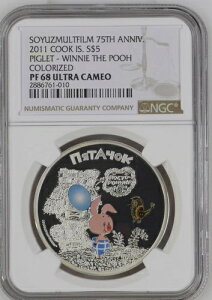 SOYUZMULTFILM 75TH ANNIV.
2011 COOK IS. S$5
PIGLET - WINNIE THE POOH
COLORIZED
PF 68 ULTRA CAMEO
2886761-010
NUMISMATIC GUARANTY COMPANY
NGC
ПЯТАЧОК